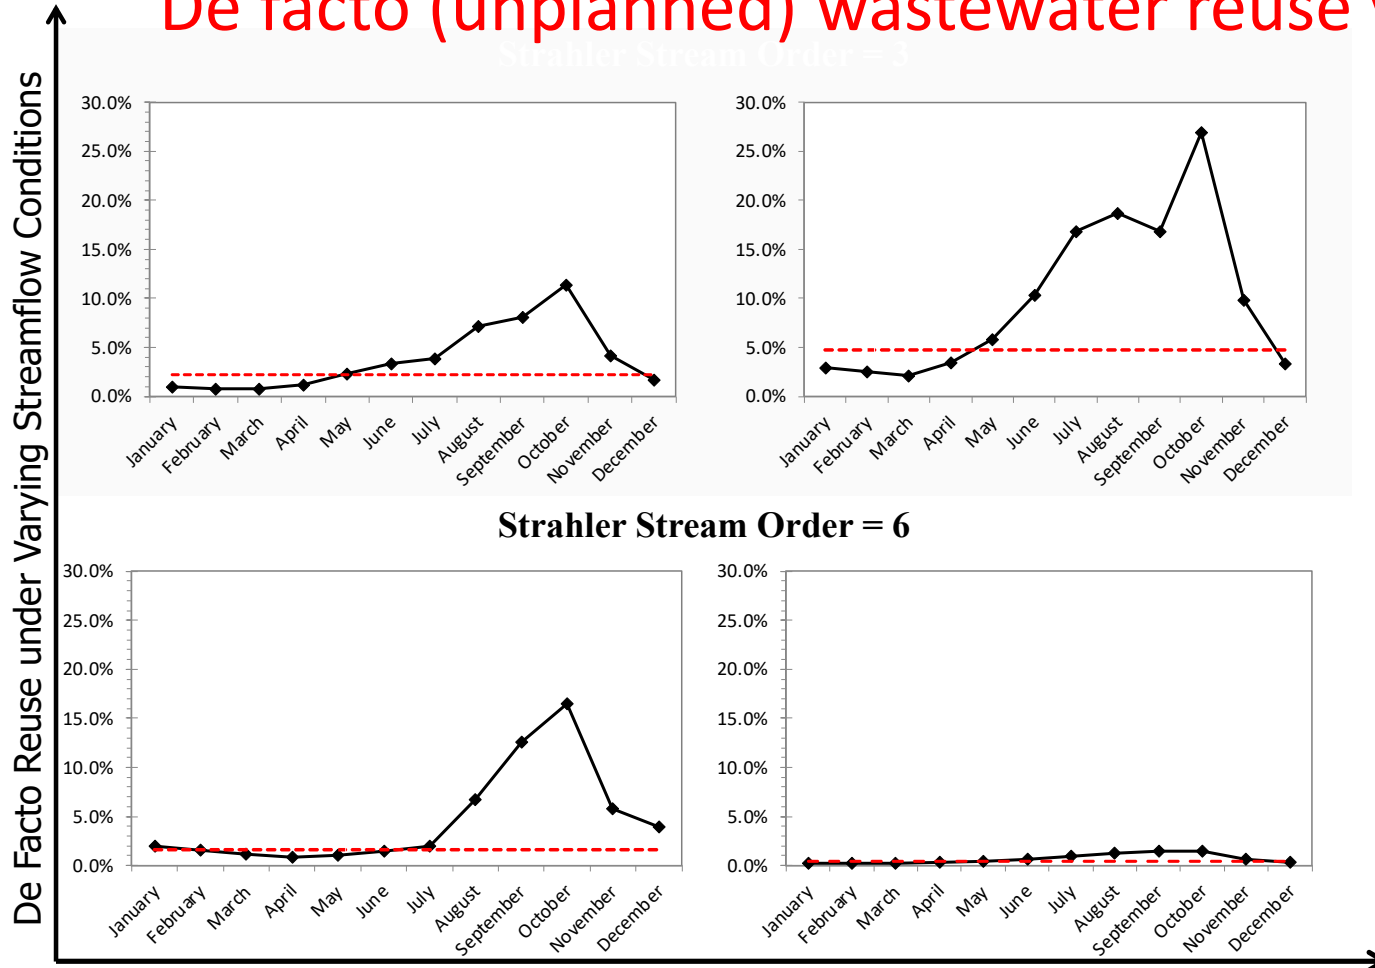 De facto (unplanned) wastewater reuse
Strahler Stream Order = 3
De Facto Reuse under Varying Streamflow Conditions
30.0%
25.0%
20.0%
15.0%
10.0%
5.0%
0.0%
January
February
March
April
May
June
July
August
September
October
November
December
30.0%
25.0%
20.0%
15.0%
10.0%
5.0%
0.0%
January
February
March
April
May
June
July
August
September
October
November
December
Strahler Stream Order = 6
30.0%
25.0%
20.0%
15.0%
10.0%
5.0%
0.0%
January
February
March
April
May
June
July
August
September
October
November
December
30.0%
25.0%
20.0%
15.0%
10.0%
5.0%
0.0%
January
February
March
April
May
June
July
August
September
October
November
December